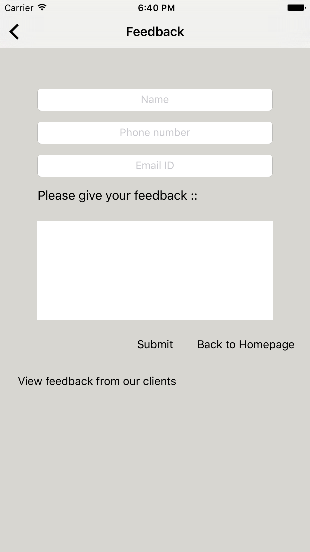 Carrier 6:40 PM
Feedback
Name
Phone number
Email ID
Please give your feedback ::
Submit Back to Homepage
View feedback from our clients